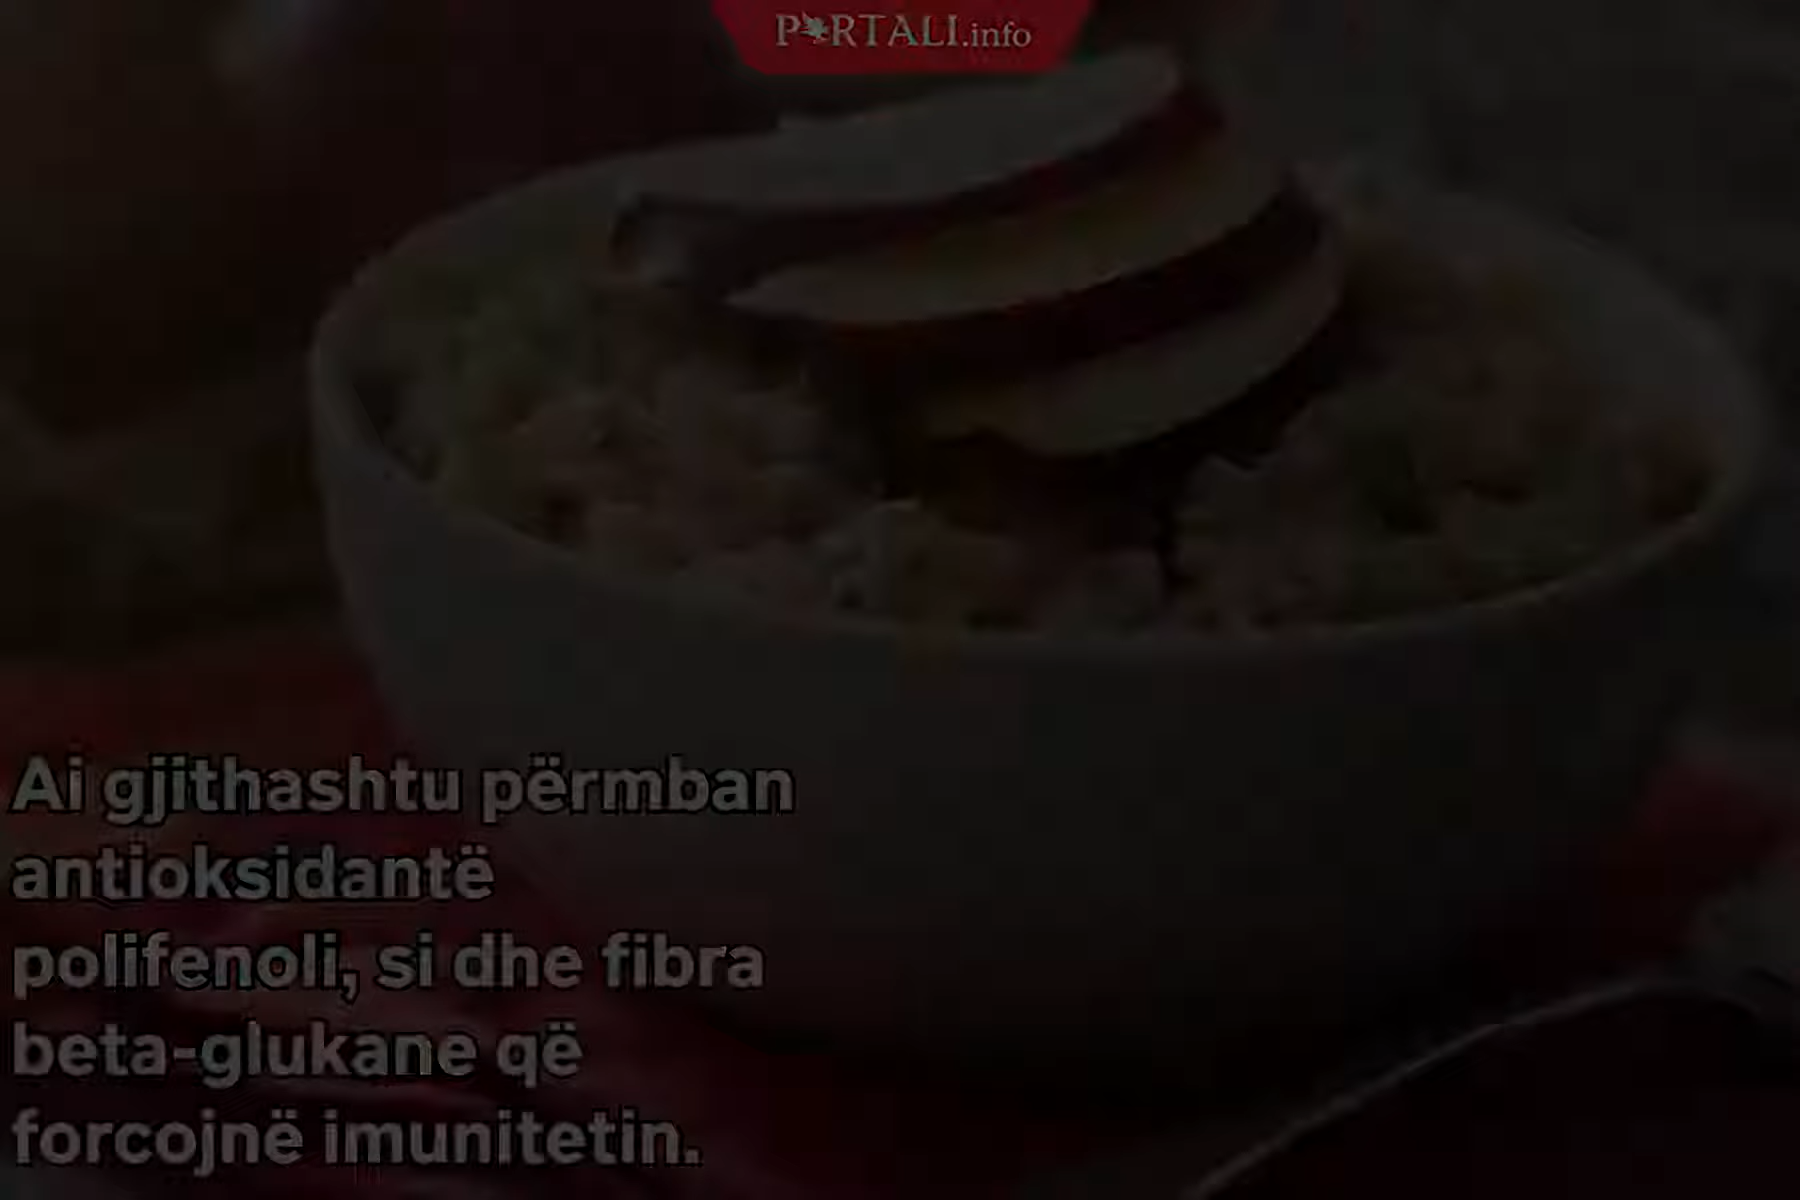 PORTALI.info
Ai gjithashtu përmban
antioksidantë
polifenoli, si dhe fibra
beta-glukane që
forcojnë imunitetin.